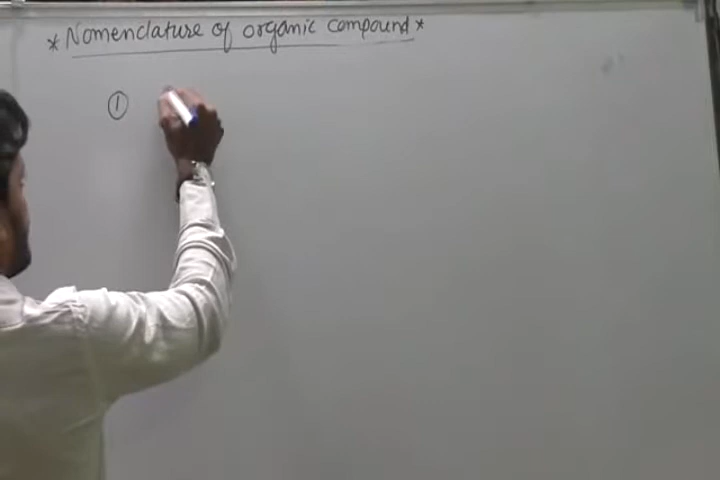 * Nomenclature of organic compound *
①